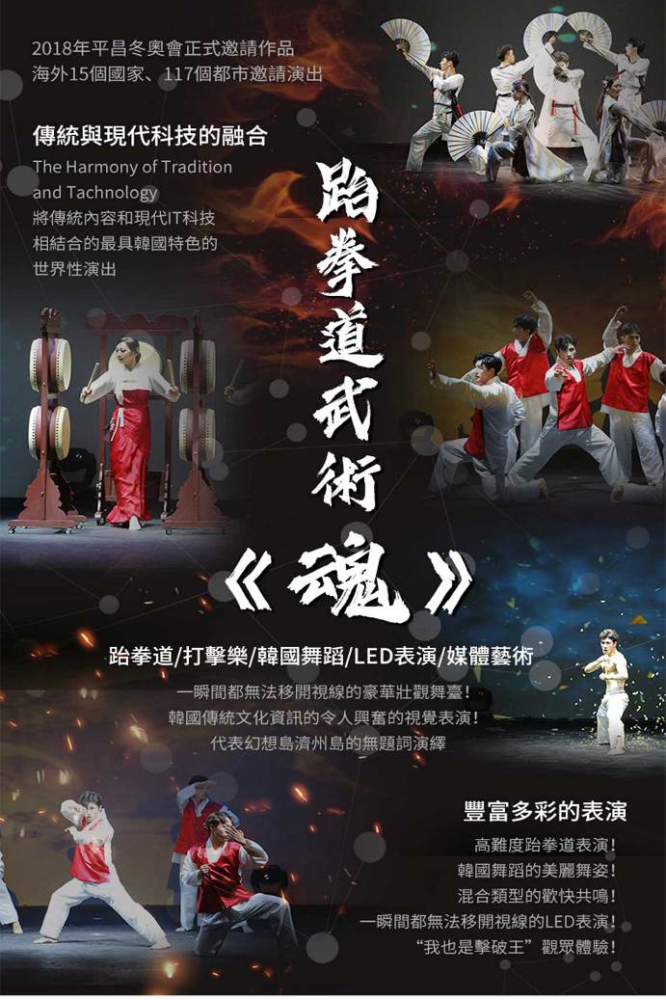 2018年平昌冬奧會正式邀請作品
海外15個國家、117個都市邀請演出
傳統與現代科技的融合
The Harmony of Tradition
and Tachnology
將傳統內容和現代IT科技
相結合的最具韓國特色的
世界性演出
跆拳道武術
《魂》
跆拳道/打擊樂/韓國舞蹈/LED表演/媒體藝術
一瞬間都無法移開視線的豪華壯觀舞臺!
韓國傳統文化資訊的令人興奮的視覺表演!
代表幻想島濟州島的無題詞演繹
豐富多彩的表演
高難度跆拳道表演!
韓國舞蹈的美麗舞姿!
混合類型的歡快共鳴!
一瞬間都無法移開視線的LED表演!
“我也是擊破王”觀眾體驗!